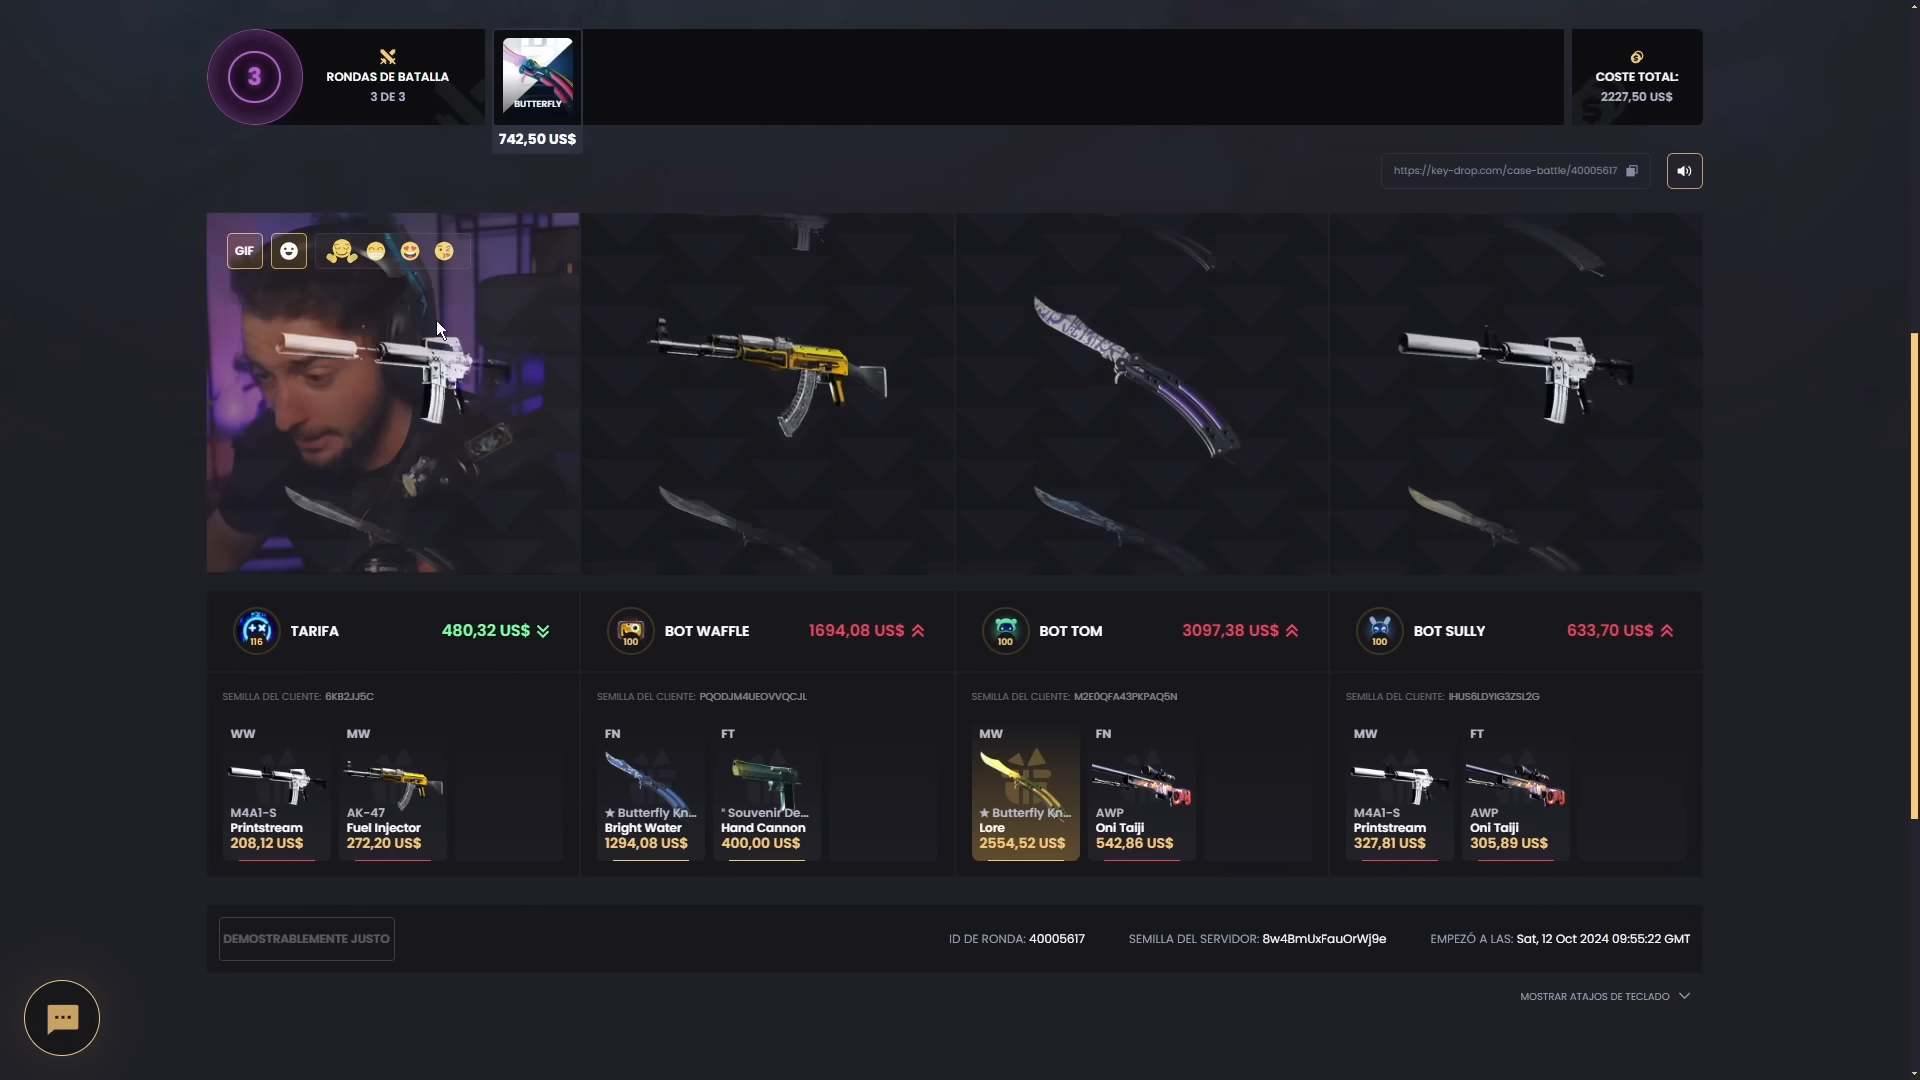 3
RONDAS DE BATALLA
3 DE 3
BUTTERFLY
742,50 US$
COSTE TOTAL:
2227,50 US$
https://key-drop.com/case-battle/40005617
GIF
116
TARIFA
480,32 US$
100
BOT WAFFLE
1694,08 US$
100
BOT TOM
3097,38 US$
100
BOT SULLY
633,70 US$
SEMILLA DEL CLIENTE: 6KB2JJ5C
WW
M4A1-S
Printstream
208,12 US$
MW
AK-47
Fuel Injector
272,20 US$
SEMILLA DEL CLIENTE: PQODJM4UEOVVQCJL
FN
★ Butterfly Kn...
Bright Water
1294,08 US$
FT
" Souvenir De...
Hand Cannon
400,00 US$
SEMILLA DEL CLIENTE: M2E0QFA43PKPAQ5N
MW
★ Butterfly Kn...
Lore
2554,52 US$
FN
AWP
Oni Taiji
542,86 US$
SEMILLA DEL CLIENTE: IHUS6LDYIG3ZSL2G
MW
M4A1-S
Printstream
327,81 US$
FT
AWP
Oni Taiji
305,89 US$
DEMOSTRABLEMENTE JUSTO
ID DE RONDA: 40005617
SEMILLA DEL SERVIDOR: 8w4BmUxFauOrWj9e
EMPEZÓ A LAS: Sat, 12 Oct 2024 09:55:22 GMT
MOSTRAR ATAJOS DE TECLADO